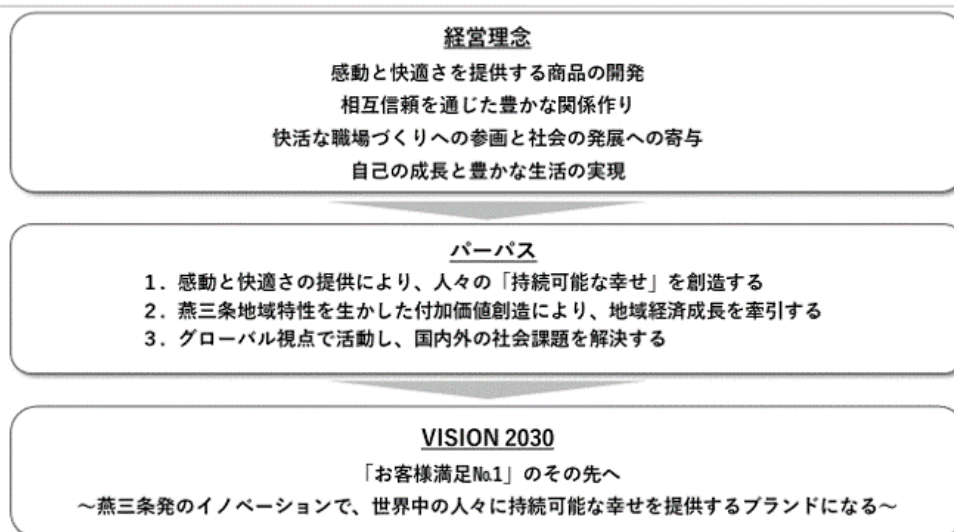 経営理念
感動と快適さを提供する商品の開発
相互信頼を通じた豊かな関係作り
快活な職場づくりへの参画と社会の発展への寄与
自己の成長と豊かな生活の実現
パーパス
1．感動と快適さの提供により、人々の「持続可能な幸せ」を創造する
2．燕三条地域特性を生かした付加価値創造により、地域経済成長を牽引する
3．グローバル視点で活動し、国内外の社会課題を解決する
VISION 2030
「お客様満足№1」のその先へ
～燕三条発のイノベーションで、世界中の人々に持続可能な幸せを提供するブランドになる～